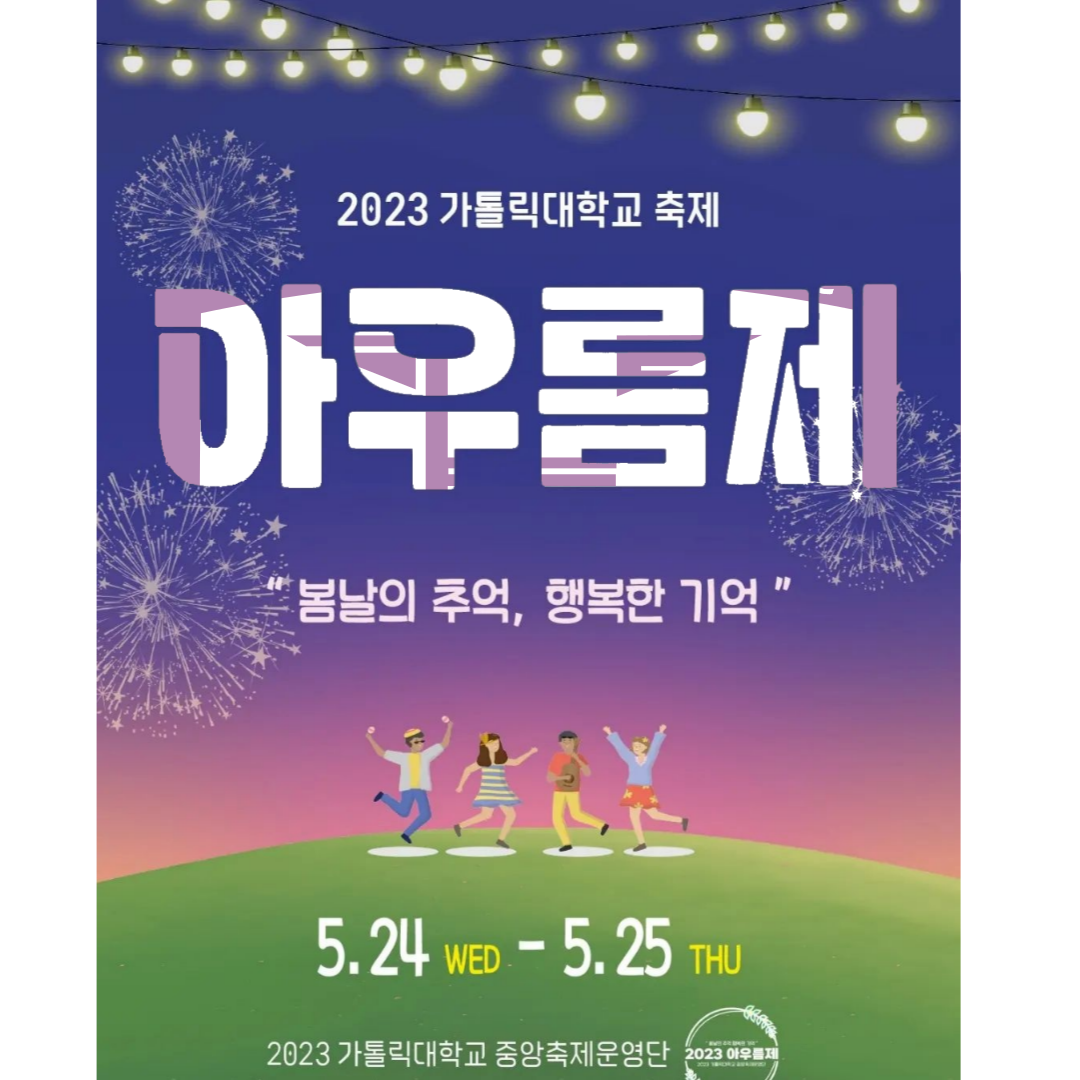 2023 가톨릭대학교 축제
아우름제
“ 봄날의 추억, 행복한 기억 ”
5.24 WED - 5.25 THU
2023 가톨릭대학교 중앙축제운영단
2023 아우름제